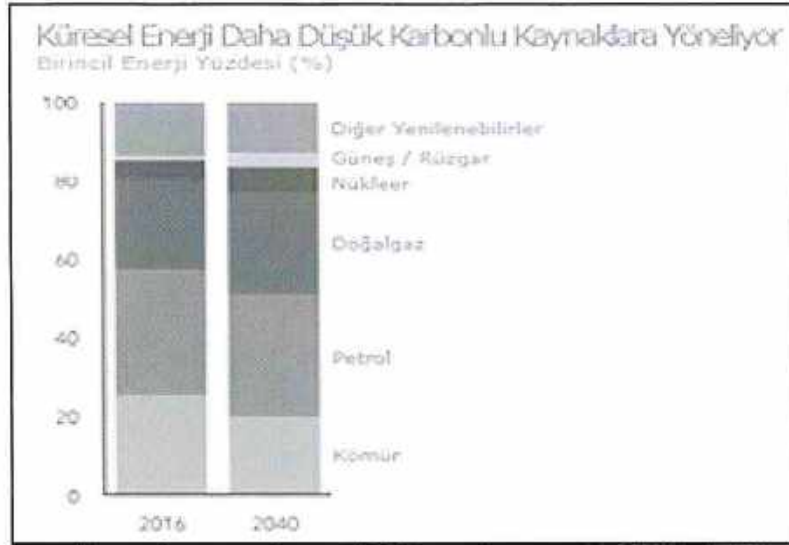 Küresel Enerji Daha Düşük Karbonlu Kaynaklara Yöneliyor
Birincil Enerji Yüzdesi (%)
100
80
60
40
20
0
Diğer Yenilenebilirler
Güneş / Rüzgar
Nükleer
Doğalgaz
Petrol
Kömür
2016 2040